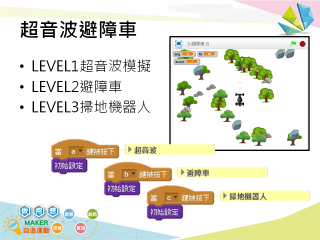 超音波避障車
• LEVEL1超音波模擬
• LEVEL2避障車
• LEVEL3掃地機器人
當 a 鍵被按下
初始設定
超音波
當 b 鍵被按下
初始設定
避障車
當 c 鍵被按下
初始設定
掃地機器人
MAKER
自造運動